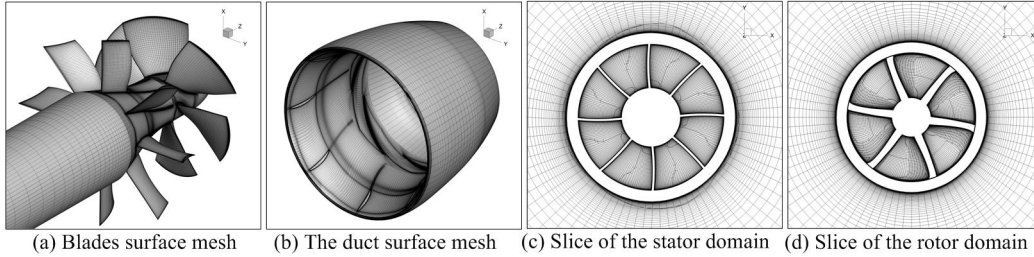 X
Z
Y
X
Z
Y
Y
X
Y
X
(a) Blades surface mesh
(b) The duct surface mesh
(c) Slice of the stator domain
(d) Slice of the rotor domain